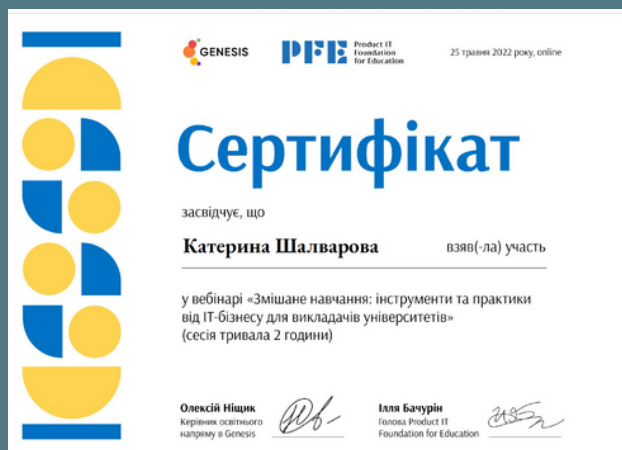 GENESIS
PFE
Product IT
Foundation
for Education
25 травня 2022 року, online
Сертифікат
засвідчує, що
Катерина Шалварова
взяв(-ла) участь
у вебінарі «Змішане навчання: інструменти та практики
від ІТ-бізнесу для викладачів університетів»
(сесія тривала 2 години)
Олексій Ніщик
Керівник освітнього
напряму в Genesis
Ілля Бачурін
Голова Product IT
Foundation for Education